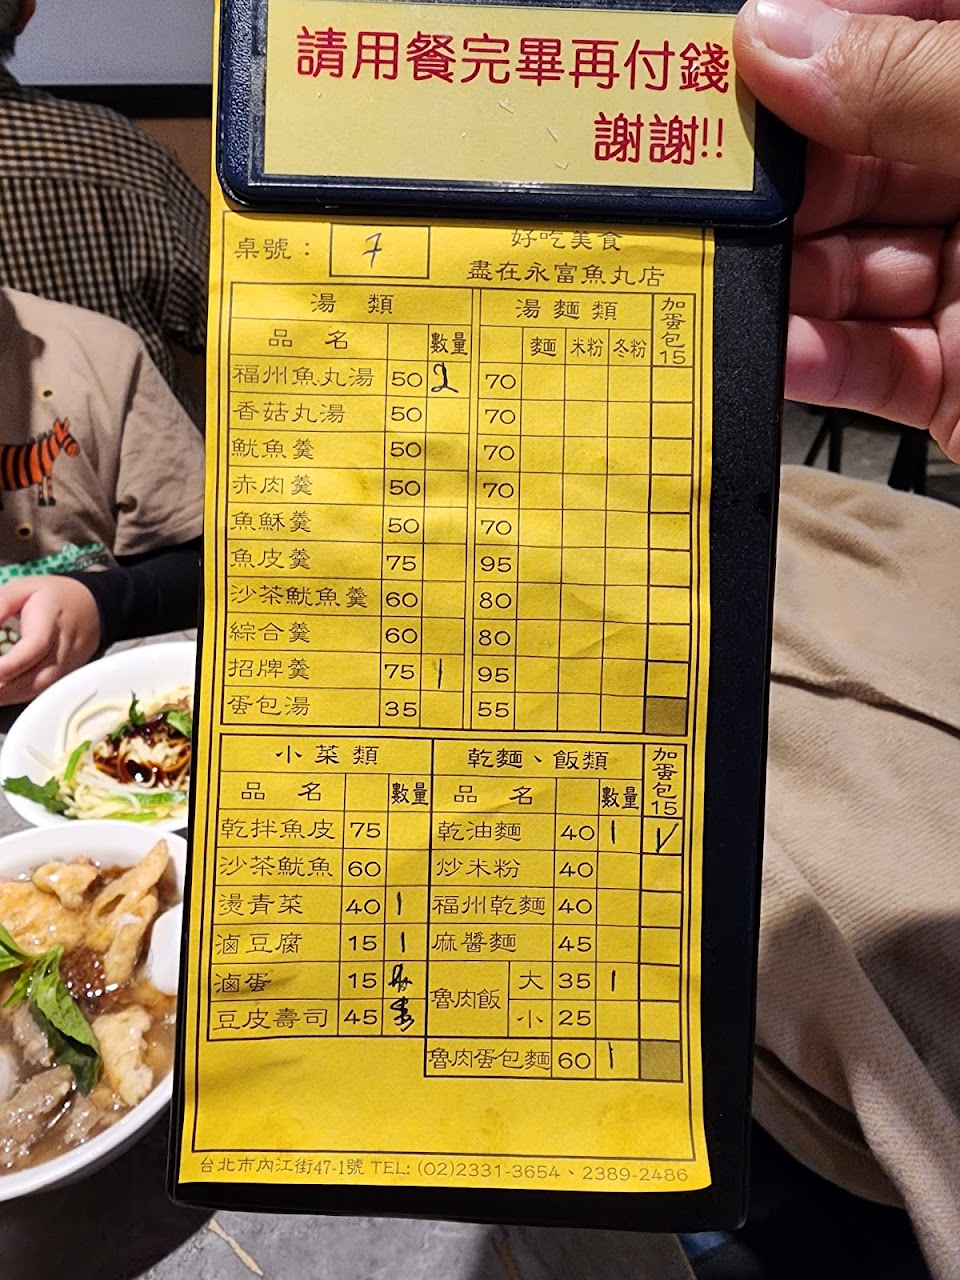 請用餐完畢再付錢
謝謝!!
桌號： 7
好吃美食
盡在永富魚丸店
湯類 湯麵類 加蛋包15
品名 數量 麵 米粉 冬粉
福州魚丸湯 50 2 70
香菇丸湯 50 70
魷魚羹 50 70
赤肉羹 50 70
魚穌羹 50 70
魚皮羹 75 95
沙茶魷魚羹 60 80
綜合羹 60 80
招牌羹 75 1 95
蛋包湯 35 55
小菜類 乾麵、飯類 加蛋包15
品名 數量 品名 數量
乾拌魚皮 75 乾油麵 40 1 ✓
沙茶魷魚 60 炒米粉 40
燙青菜 40 1 福州乾麵 40
滷豆腐 15 1 麻醬麵 45
滷蛋 15 魯肉飯 大 35 1
豆皮壽司 45 小 25
魯肉蛋包麵 60 1
台北市內江街47-1號 TEL: (02)2331-3654、2389-2486